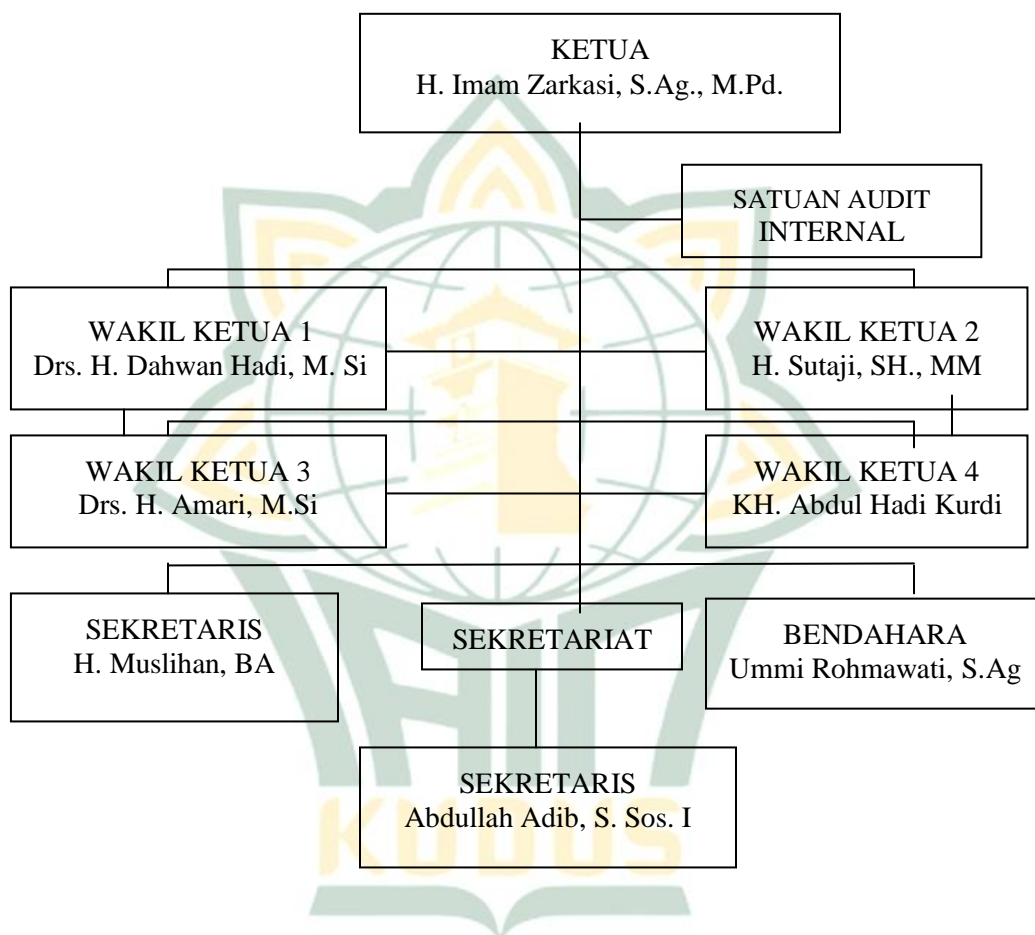 KETUA
H. Imam Zarkasi, S.Ag., M.Pd.
SATUAN AUDIT
INTERNAL
WAKIL KETUA 1
Drs. H. Dahwan Hadi, M. Si
WAKIL KETUA 2
H. Sutaji, SH., MM
WAKIL KETUA 3
Drs. H. Amari, M.Si
WAKIL KETUA 4
KH. Abdul Hadi Kurdi
SEKRETARIS
H. Muslihan, BA
SEKRETARIAT
BENDAHARA
Ummi Rohmawati, S.Ag
SEKRETARIS
Abdullah Adib, S. Sos. I
IAIN
KUDUS